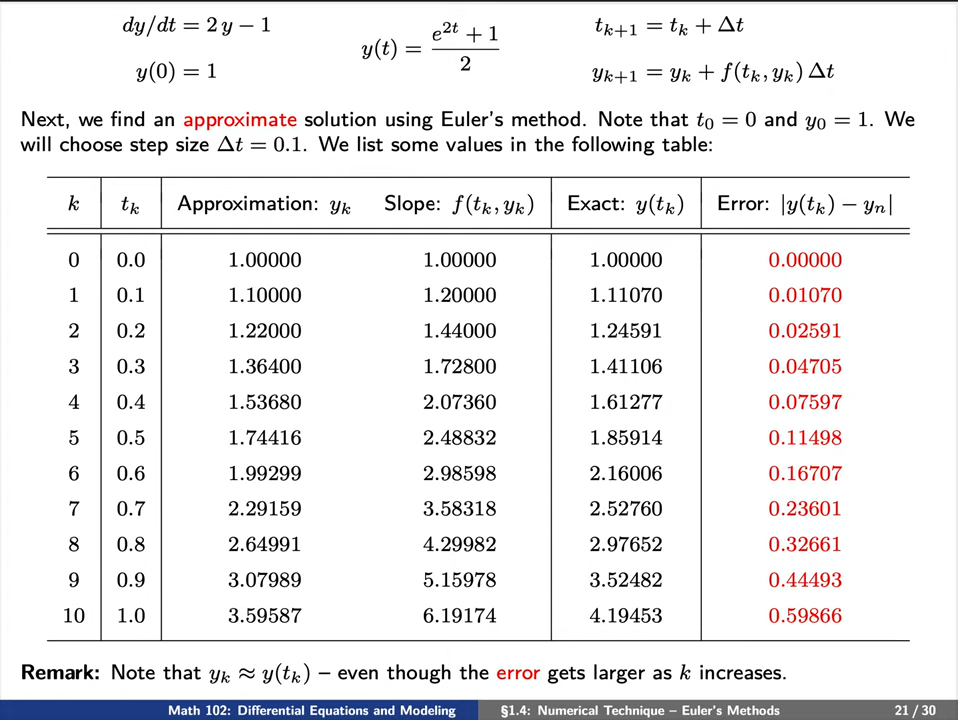 dy/dt = 2 y − 1
y(0) = 1
y(t) = (e^{2t} + 1)/2
t_{k+1} = t_k + Δt
y_{k+1} = y_k + f(t_k, y_k) Δt
Next, we find an approximate solution using Euler's method. Note that t_0 = 0 and y_0 = 1. We
will choose step size Δt = 0.1. We list some values in the following table:
k t_k Approximation: y_k Slope: f(t_k, y_k) Exact: y(t_k) Error: |y(t_k) − y_n|
0 0.0 1.00000 1.00000 1.00000 0.00000
1 0.1 1.10000 1.20000 1.11070 0.01070
2 0.2 1.22000 1.44000 1.24591 0.02591
3 0.3 1.36400 1.72800 1.41106 0.04705
4 0.4 1.53680 2.07360 1.61277 0.07597
5 0.5 1.74416 2.48832 1.85914 0.11498
6 0.6 1.99299 2.98598 2.16006 0.16707
7 0.7 2.29159 3.58318 2.52760 0.23601
8 0.8 2.64991 4.29982 2.97652 0.32661
9 0.9 3.07989 5.15978 3.52482 0.44493
10 1.0 3.59587 6.19174 4.19453 0.59866
Remark: Note that y_k ≈ y(t_k) – even though the error gets larger as k increases.
Math 102: Differential Equations and Modeling §1.4: Numerical Technique – Euler's Methods 21 / 30